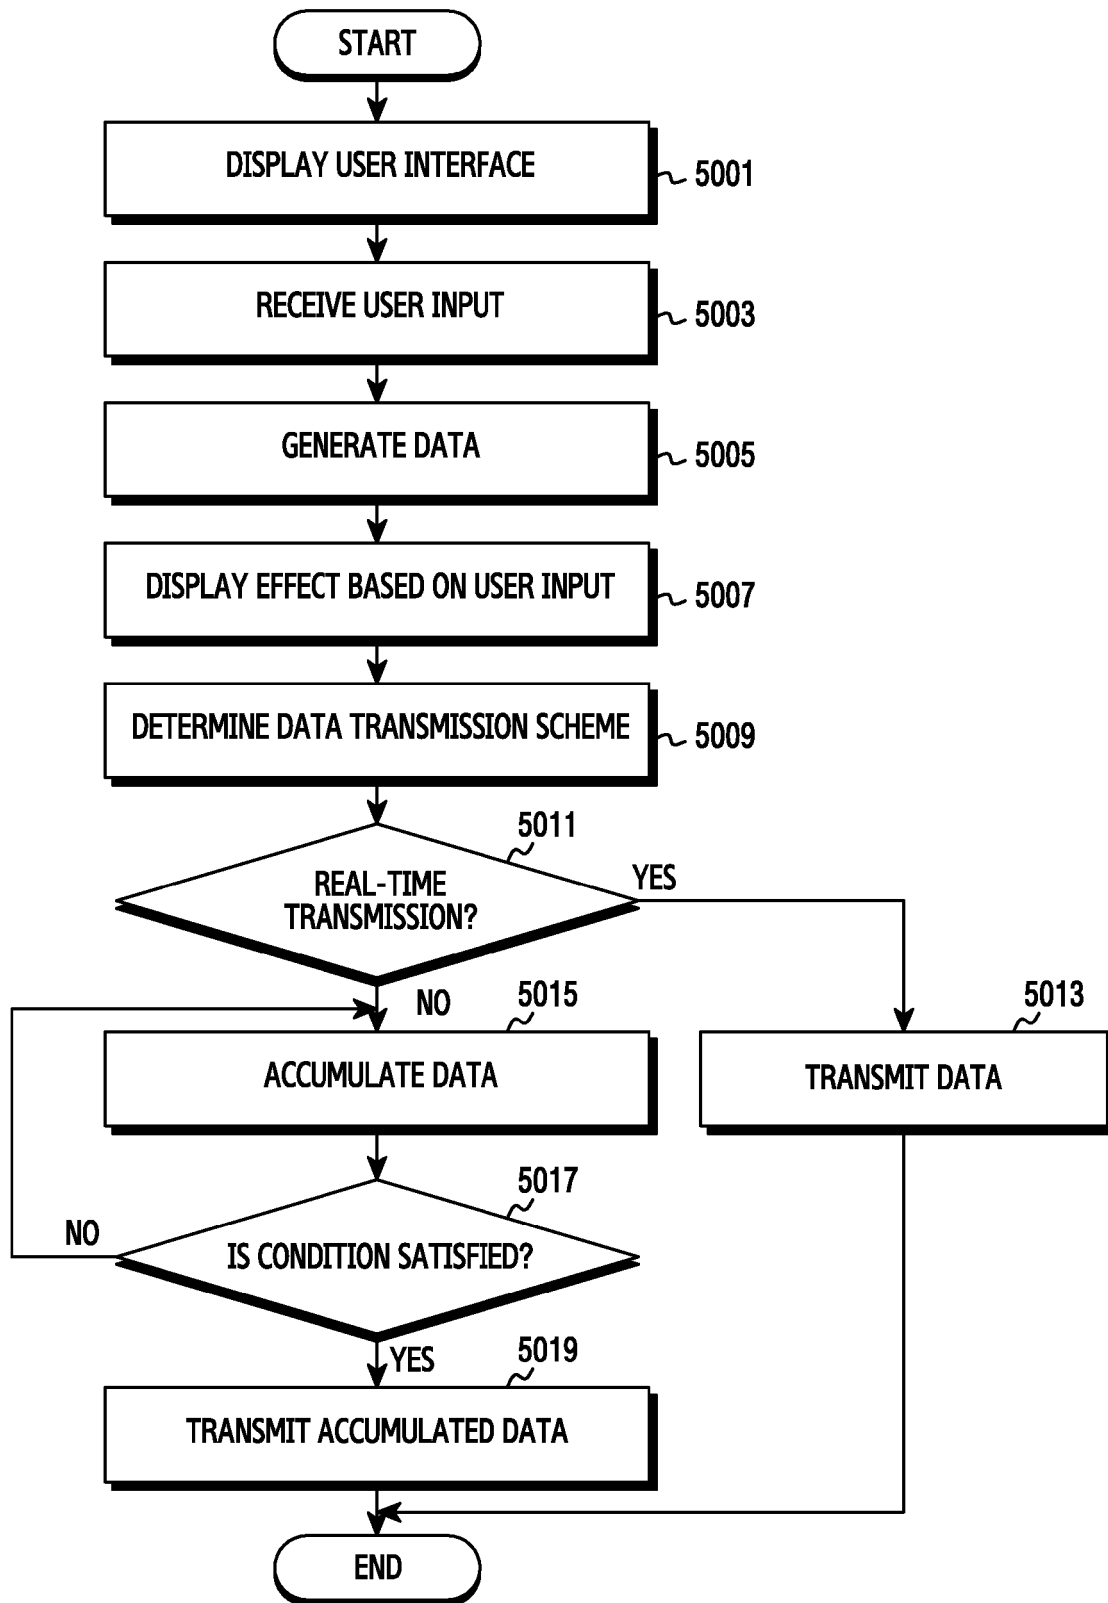 START
DISPLAY USER INTERFACE
5001
RECEIVE USER INPUT
5003
GENERATE DATA
5005
DISPLAY EFFECT BASED ON USER INPUT
5007
DETERMINE DATA TRANSMISSION SCHEME
5009
5011
REAL-TIME
TRANSMISSION?
YES
NO
5015
ACCUMULATE DATA
5013
TRANSMIT DATA
5017
IS CONDITION SATISFIED?
NO
YES
5019
TRANSMIT ACCUMULATED DATA
END